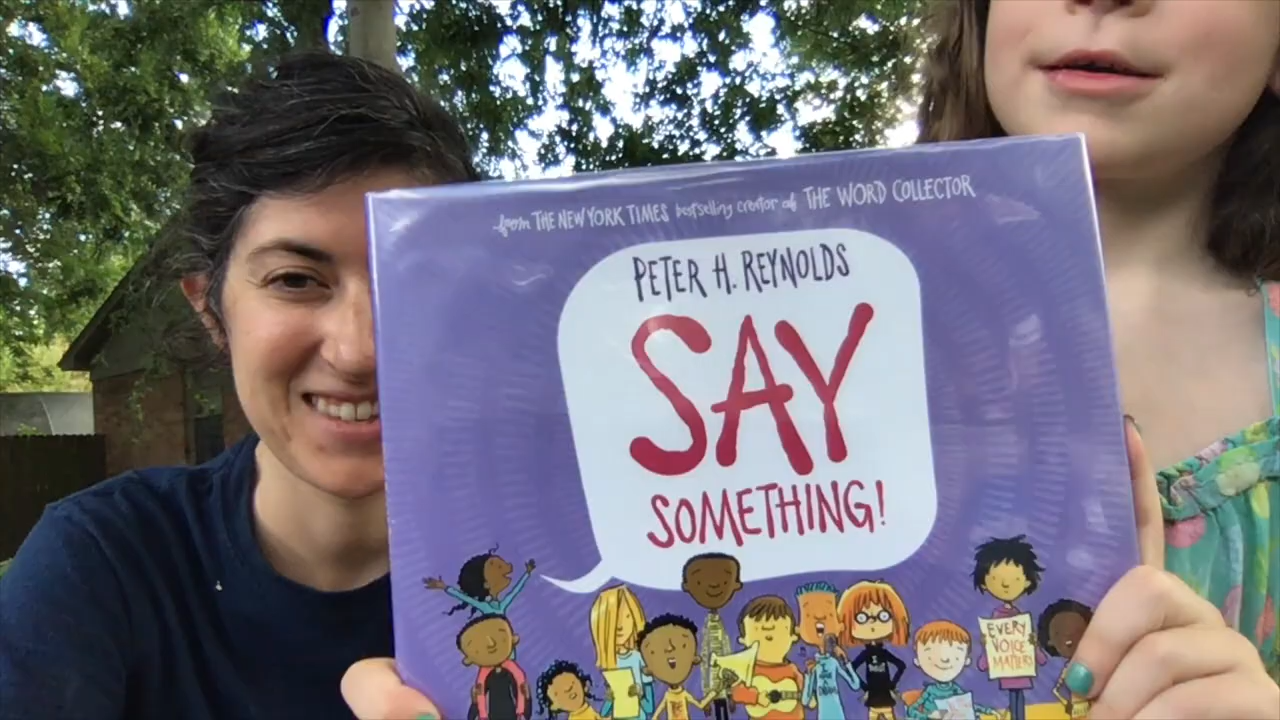 from THE NEW YORK TIMES bestselling creator of THE WORD COLLECTOR
PETER H. REYNOLDS
SAY
SOMETHING!
EVERY
VOICE
MATTERS